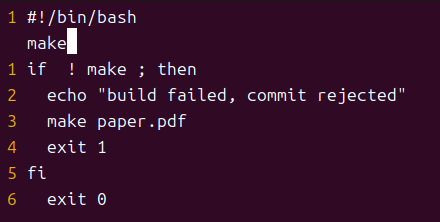 1 #!/bin/bash
  make
1 if  ! make ; then
2   echo "build failed, commit rejected"
3   make paper.pdf
4   exit 1
5 fi
6   exit 0